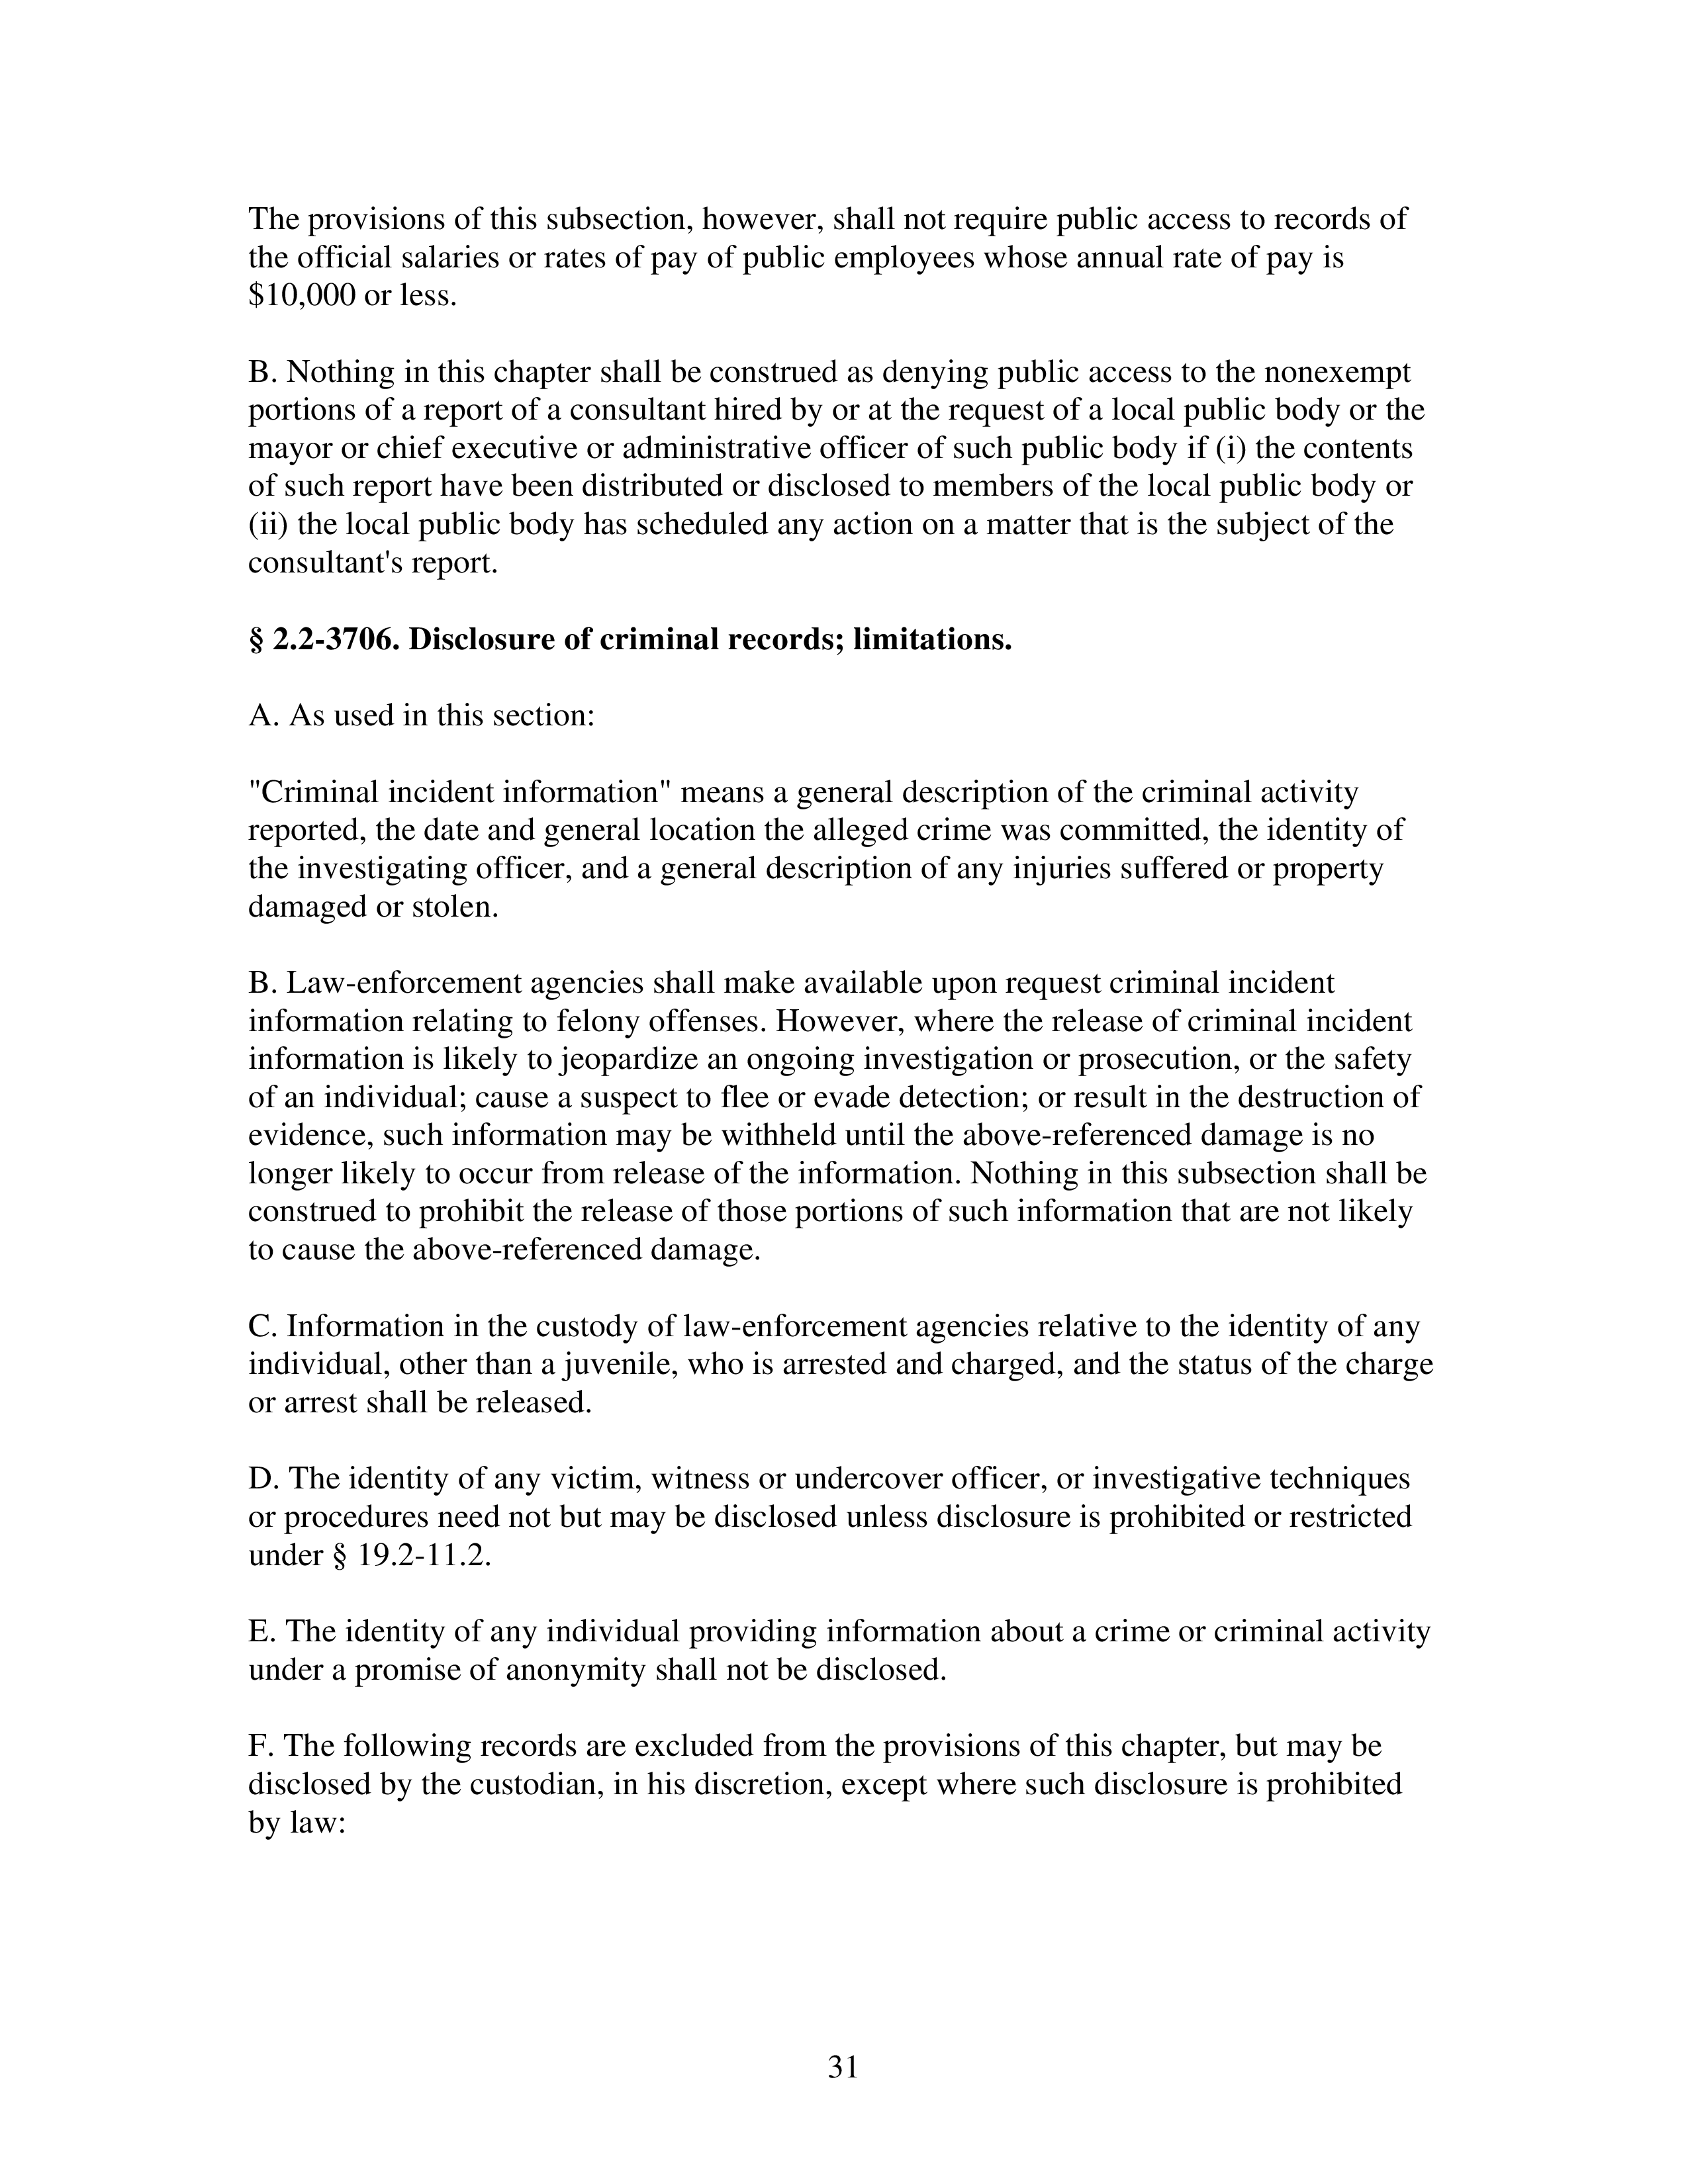 The provisions of this subsection, however, shall not require public access to records of
the official salaries or rates of pay of public employees whose annual rate of pay is
$10,000 or less.
B. Nothing in this chapter shall be construed as denying public access to the nonexempt
portions of a report of a consultant hired by or at the request of a local public body or the
mayor or chief executive or administrative officer of such public body if (i) the contents
of such report have been distributed or disclosed to members of the local public body or
(ii) the local public body has scheduled any action on a matter that is the subject of the
consultant's report.
§ 2.2-3706. Disclosure of criminal records; limitations.
A. As used in this section:
"Criminal incident information" means a general description of the criminal activity
reported, the date and general location the alleged crime was committed, the identity of
the investigating officer, and a general description of any injuries suffered or property
damaged or stolen.
B. Law-enforcement agencies shall make available upon request criminal incident
information relating to felony offenses. However, where the release of criminal incident
information is likely to jeopardize an ongoing investigation or prosecution, or the safety
of an individual; cause a suspect to flee or evade detection; or result in the destruction of
evidence, such information may be withheld until the above-referenced damage is no
longer likely to occur from release of the information. Nothing in this subsection shall be
construed to prohibit the release of those portions of such information that are not likely
to cause the above-referenced damage.
C. Information in the custody of law-enforcement agencies relative to the identity of any
individual, other than a juvenile, who is arrested and charged, and the status of the charge
or arrest shall be released.
D. The identity of any victim, witness or undercover officer, or investigative techniques
or procedures need not but may be disclosed unless disclosure is prohibited or restricted
under § 19.2-11.2.
E. The identity of any individual providing information about a crime or criminal activity
under a promise of anonymity shall not be disclosed.
F. The following records are excluded from the provisions of this chapter, but may be
disclosed by the custodian, in his discretion, except where such disclosure is prohibited
by law:
31